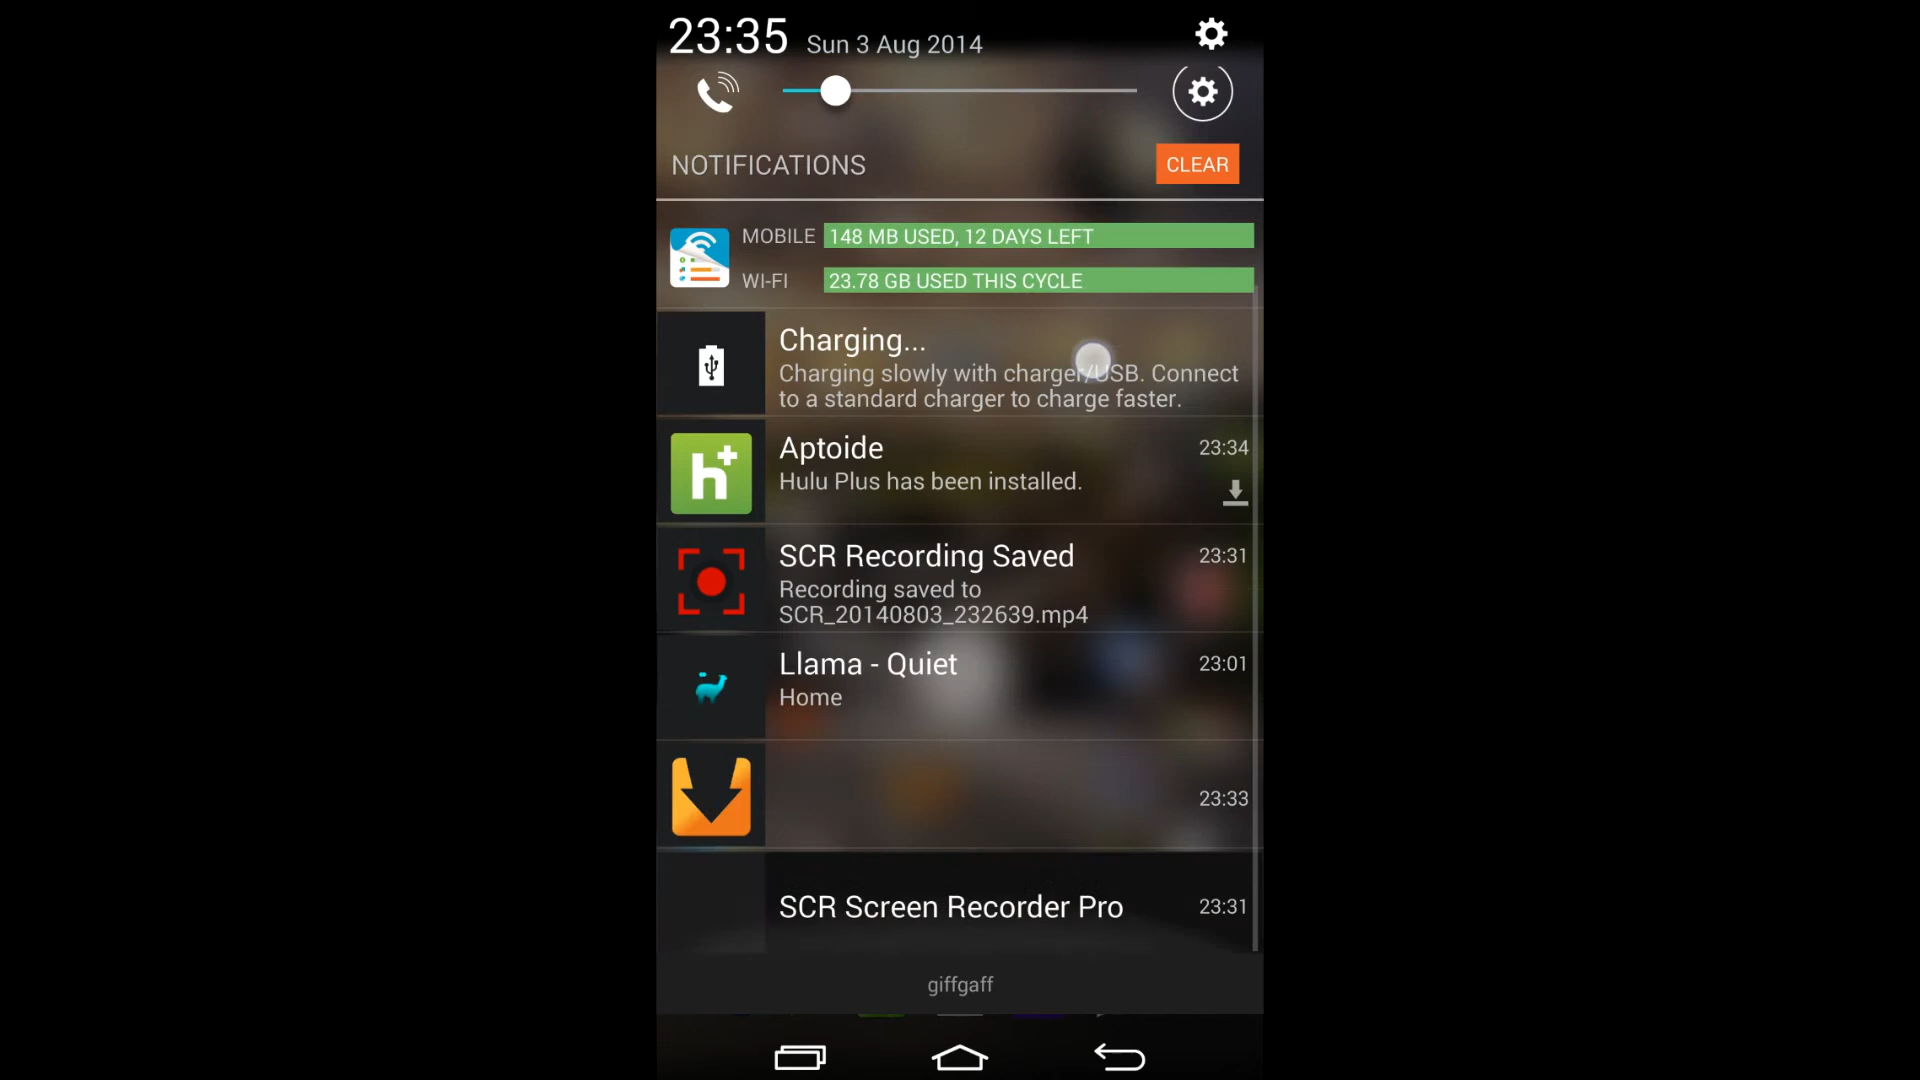 23:35 Sun 3 Aug 2014
NOTIFICATIONS CLEAR
MOBILE 148 MB USED, 12 DAYS LEFT
WI-FI 23.78 GB USED THIS CYCLE
Charging...
Charging slowly with charger/USB. Connect
to a standard charger to charge faster.
Aptoide 23:34
Hulu Plus has been installed.
h+
SCR Recording Saved 23:31
Recording saved to
SCR_20140803_232639.mp4
Llama - Quiet 23:01
Home
23:33
SCR Screen Recorder Pro 23:31
giffgaff